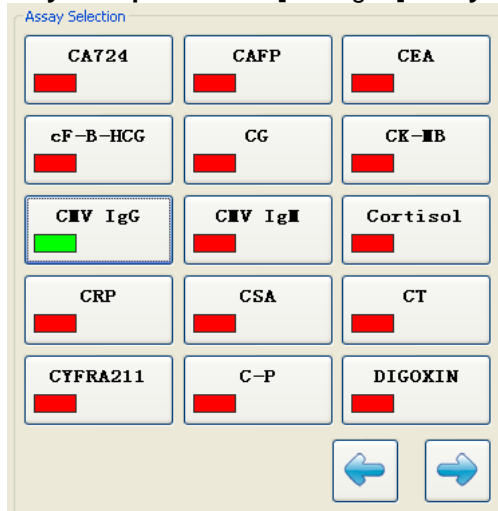 Assay Selection
CA724 CAFP CEA
cF-B-HCG CG CK-MB
CMV IgG CMV IgM Cortisol
CRP CSA CT
CYFRA211 C-P DIGOXIN